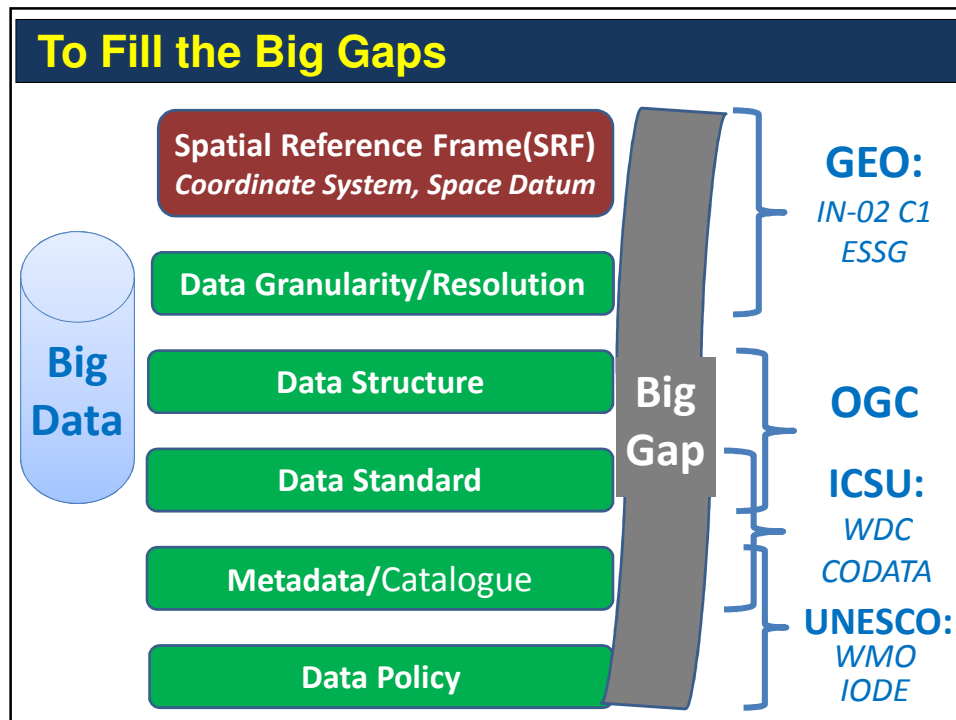 To Fill the Big Gaps
Spatial Reference Frame(SRF)
Coordinate System, Space Datum
Data Granularity/Resolution
Data Structure
Data Standard
Metadata/Catalogue
Data Policy
Big
Data
Big
Gap
GEO:
IN-02 C1
ESSG
OGC
ICSU:
WDC
CODATA
UNESCO:
WMO
IODE